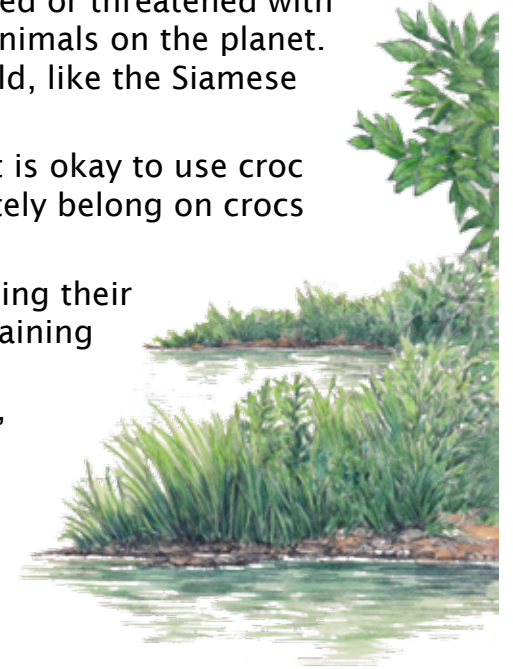 ed or threatened with
nimals on the planet.
ld, like the Siamese
t is okay to use croc
tely belong on crocs
ing their
aining
,